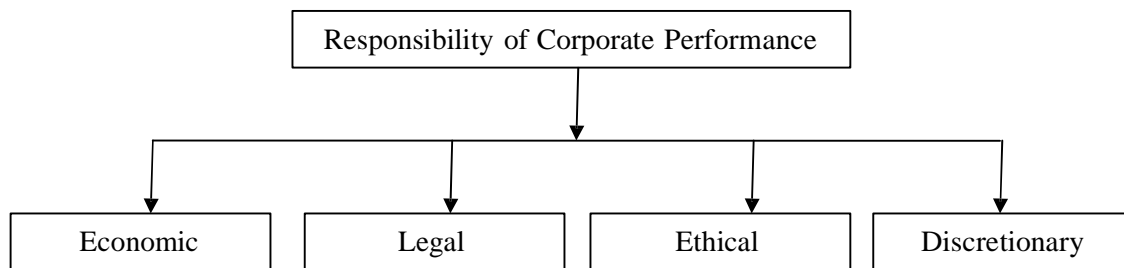 Responsibility of Corporate Performance
Economic
Legal
Ethical
Discretionary